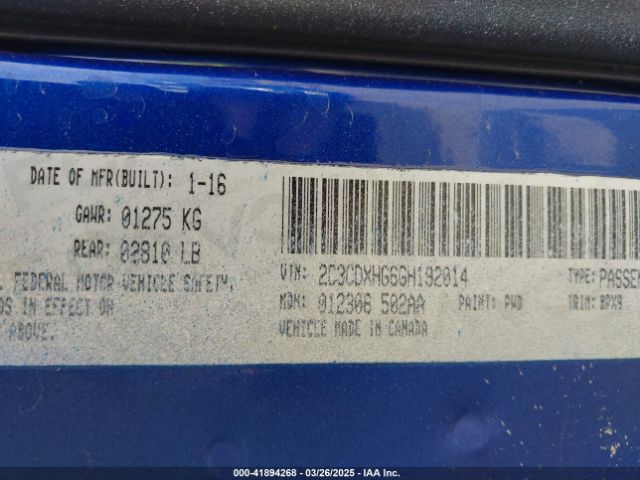 DATE OF MFR(BUILT): 1-16
GAWR: 01275 KG
REAR: 02810 LB
FEDERAL MOTOR VEHICLE SAFETY,
DS IN EFFECT ON
ABOVE.
VIN: 2C3CDXHG6GH192014 TYPE: PASSEN
MDH: 012306 502AA PAINT: PWD TRIM: BPX9
VEHICLE MADE IN CANADA
000-41894268 | 03/26/2025 | IAA Inc.